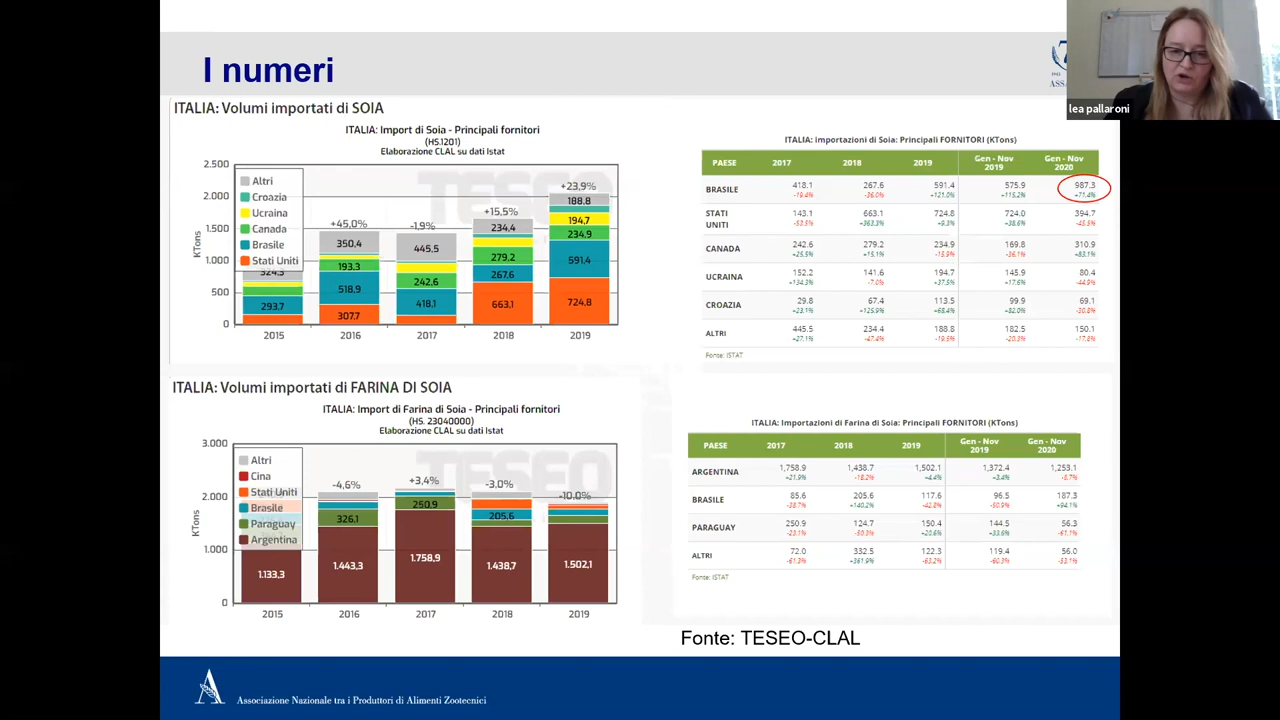 I numeri
lea pallaroni
ITALIA: Volumi importati di SOIA
ITALIA: Import di Soia - Principali fornitori
(HS.1201)
Elaborazione CLAL su dati Istat
TESEO
KTons
2.500
2.000
1.500
1.000
500
0
Altri
Croazia
Ucraina
Canada
Brasile
Stati Uniti
+45,0%
-1,9%
+15,5%
+23,9%
324.3
293.7
350.4
193.3
518.9
307.7
445.5
242.6
418.1
234.4
279.2
267.6
663.1
188.8
194.7
234.9
591.4
724.8
2015 2016 2017 2018 2019
ITALIA: importazioni di Soia: Principali FORNITORI (KTons)
PAESE 2017 2018 2019 Gen - Nov 2019 Gen - Nov 2020
BRASILE 418.1 267.6 591.4 575.9 987.3
-19.4% -36.0% +121.0% +115.2% +71.4%
STATI UNITI 143.1 663.1 724.8 724.0 394.7
-53.5% +363.3% +9.3% +38.6% -45.5%
CANADA 242.6 279.2 234.9 169.8 310.9
+25.5% +15.1% -15.9% -36.1% +83.1%
UCRAINA 152.2 141.6 194.7 145.9 80.4
+134.3% -7.0% +37.5% +17.6% -44.9%
CROAZIA 29.8 67.4 113.5 99.9 69.1
+23.1% +125.9% +68.4% +82.0% -30.8%
ALTRI 445.5 234.4 188.8 182.5 150.1
+27.1% -47.4% -19.5% -20.3% -17.8%
Fonte: ISTAT
ITALIA: Volumi importati di FARINA DI SOIA
ITALIA: Import di Farina di Soia - Principali fornitori
(HS. 23040000)
Elaborazione CLAL su dati Istat
TESEO
KTons
3.000
2.000
1.000
0
Altri
Cina
Stati Uniti
Brasile
Paraguay
Argentina
-4,6%
+3,4%
-3.0%
-10.0%
1.133,3
326,1
1.443,3
250,9
1.758,9
205,6
1.438,7
1.502,1
2015 2016 2017 2018 2019
ITALIA: Importazioni di Farina di Soia: Principali FORNITORI (KTons)
PAESE 2017 2018 2019 Gen - Nov 2019 Gen - Nov 2020
ARGENTINA 1,758.9 1,438.7 1,502.1 1,372.4 1,253.1
+21.9% -18.2% +4.4% +3.4% -8.7%
BRASILE 85.6 205.6 117.6 96.5 187.3
-38.7% +140.2% -42.8% -50.9% +94.1%
PARAGUAY 250.9 124.7 150.4 144.5 56.3
-23.1% -50.3% +20.6% +33.6% -61.1%
ALTRI 72.0 332.5 122.3 119.4 56.0
-61.3% +361.9% -63.2% -60.3% -53.1%
Fonte: ISTAT
Fonte: TESEO-CLAL
Associazione Nazionale tra i Produttori di Alimenti Zootecnici